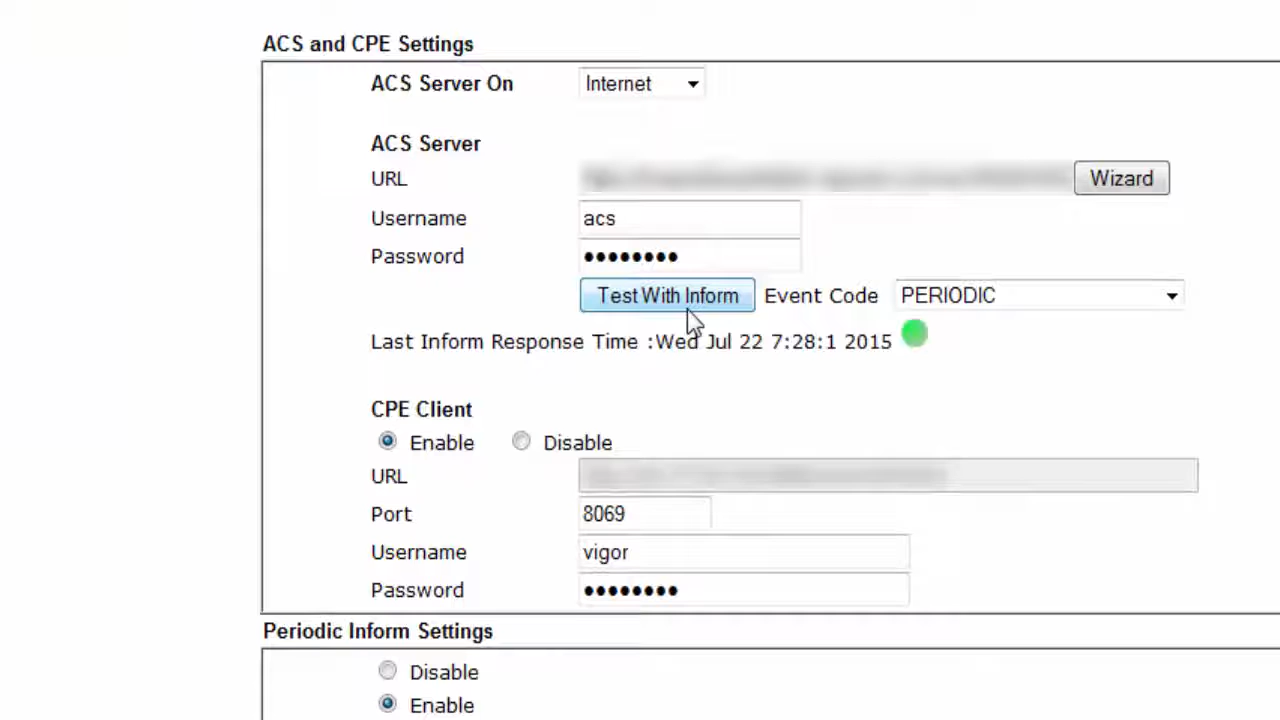 ACS and CPE Settings
ACS Server On Internet
ACS Server
URL Wizard
Username acs
Password ••••••••
Test With Inform Event Code PERIODIC
Last Inform Response Time :Wed Jul 22 7:28:1 2015
CPE Client
Enable Disable
URL
Port 8069
Username vigor
Password ••••••••
Periodic Inform Settings
Disable
Enable